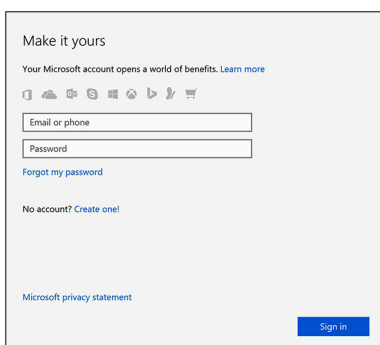 Make it yours
Your Microsoft account opens a world of benefits. Learn more
Email or phone
Password
Forgot my password
No account? Create one!
Microsoft privacy statement
Sign in